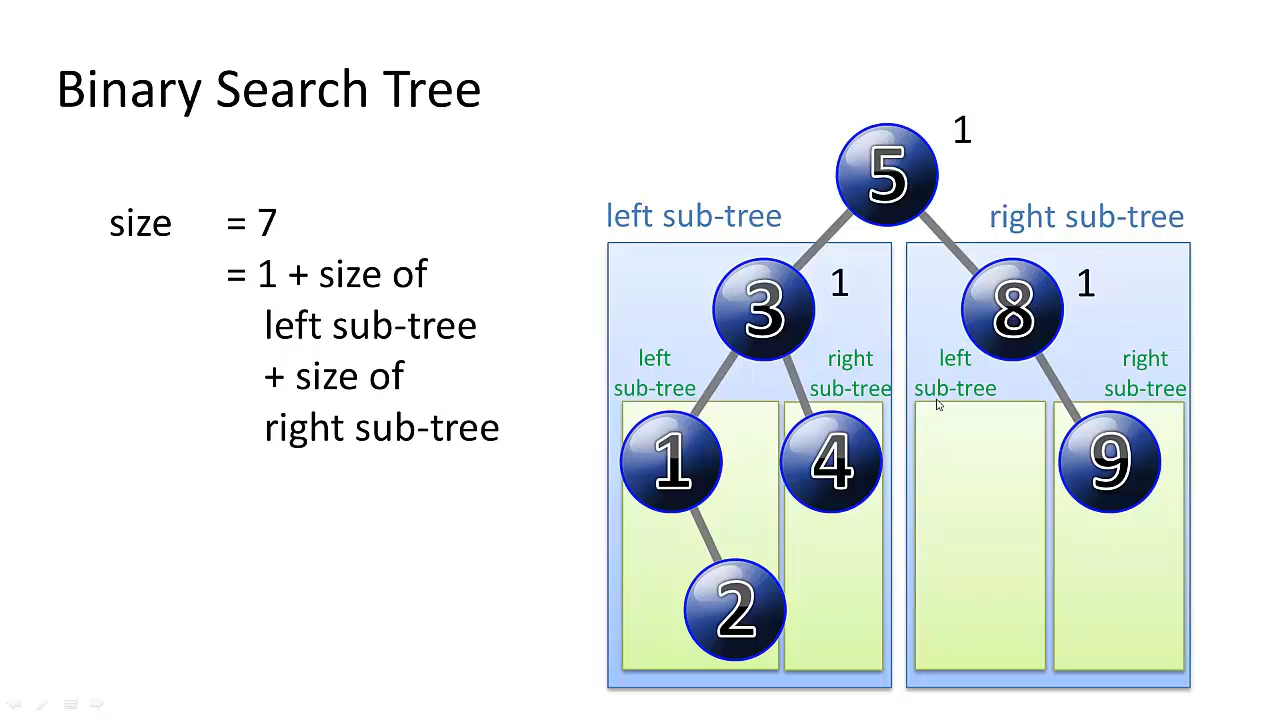 Binary Search Tree
size = 7
= 1 + size of
left sub-tree
+ size of
right sub-tree
5 1
left sub-tree
right sub-tree
3 1
8 1
left
sub-tree
right
sub-tree
left
sub-tree
right
sub-tree
1
4
9
2